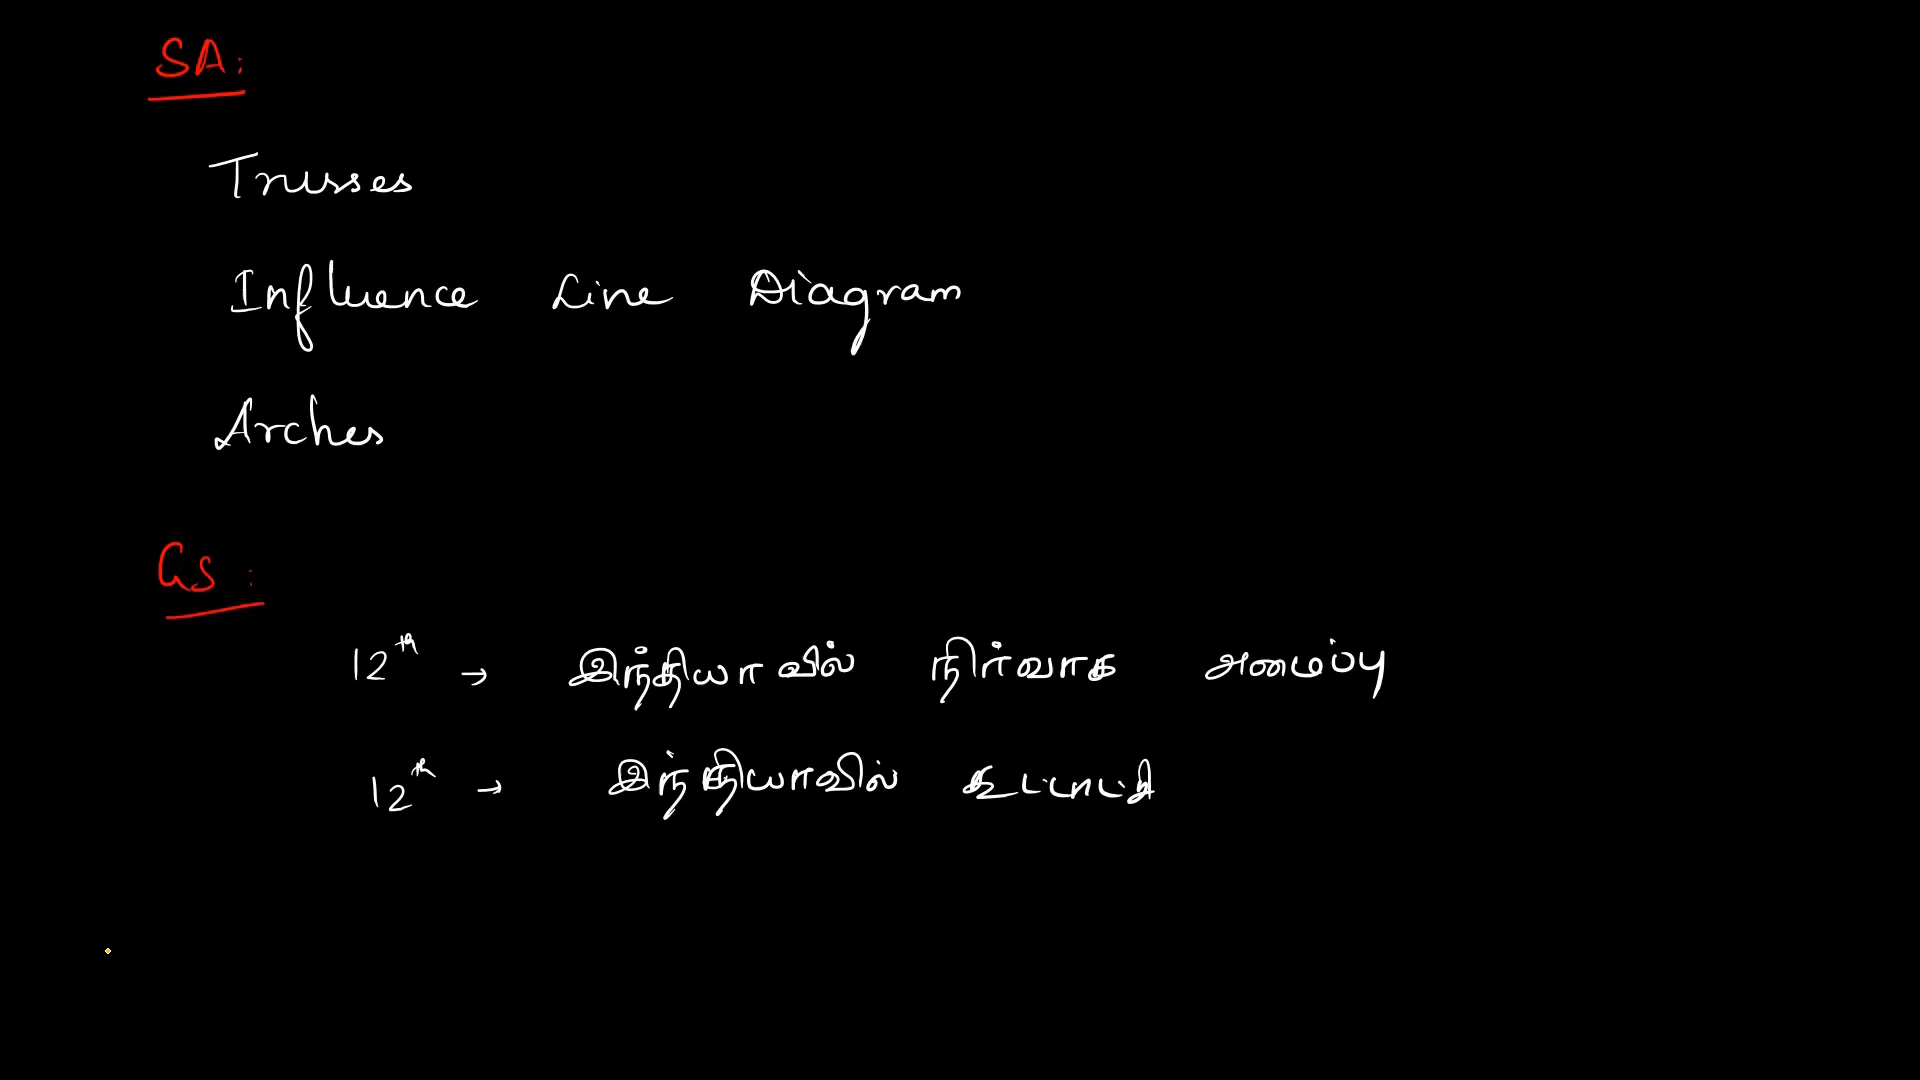 SA:
Trusses
Influence Line Diagram
Arches
GS :
12th → இந்தியாவில் நிர்வாக அமைப்பு
12th → இந்தியாவில் கூட்டாட்சி